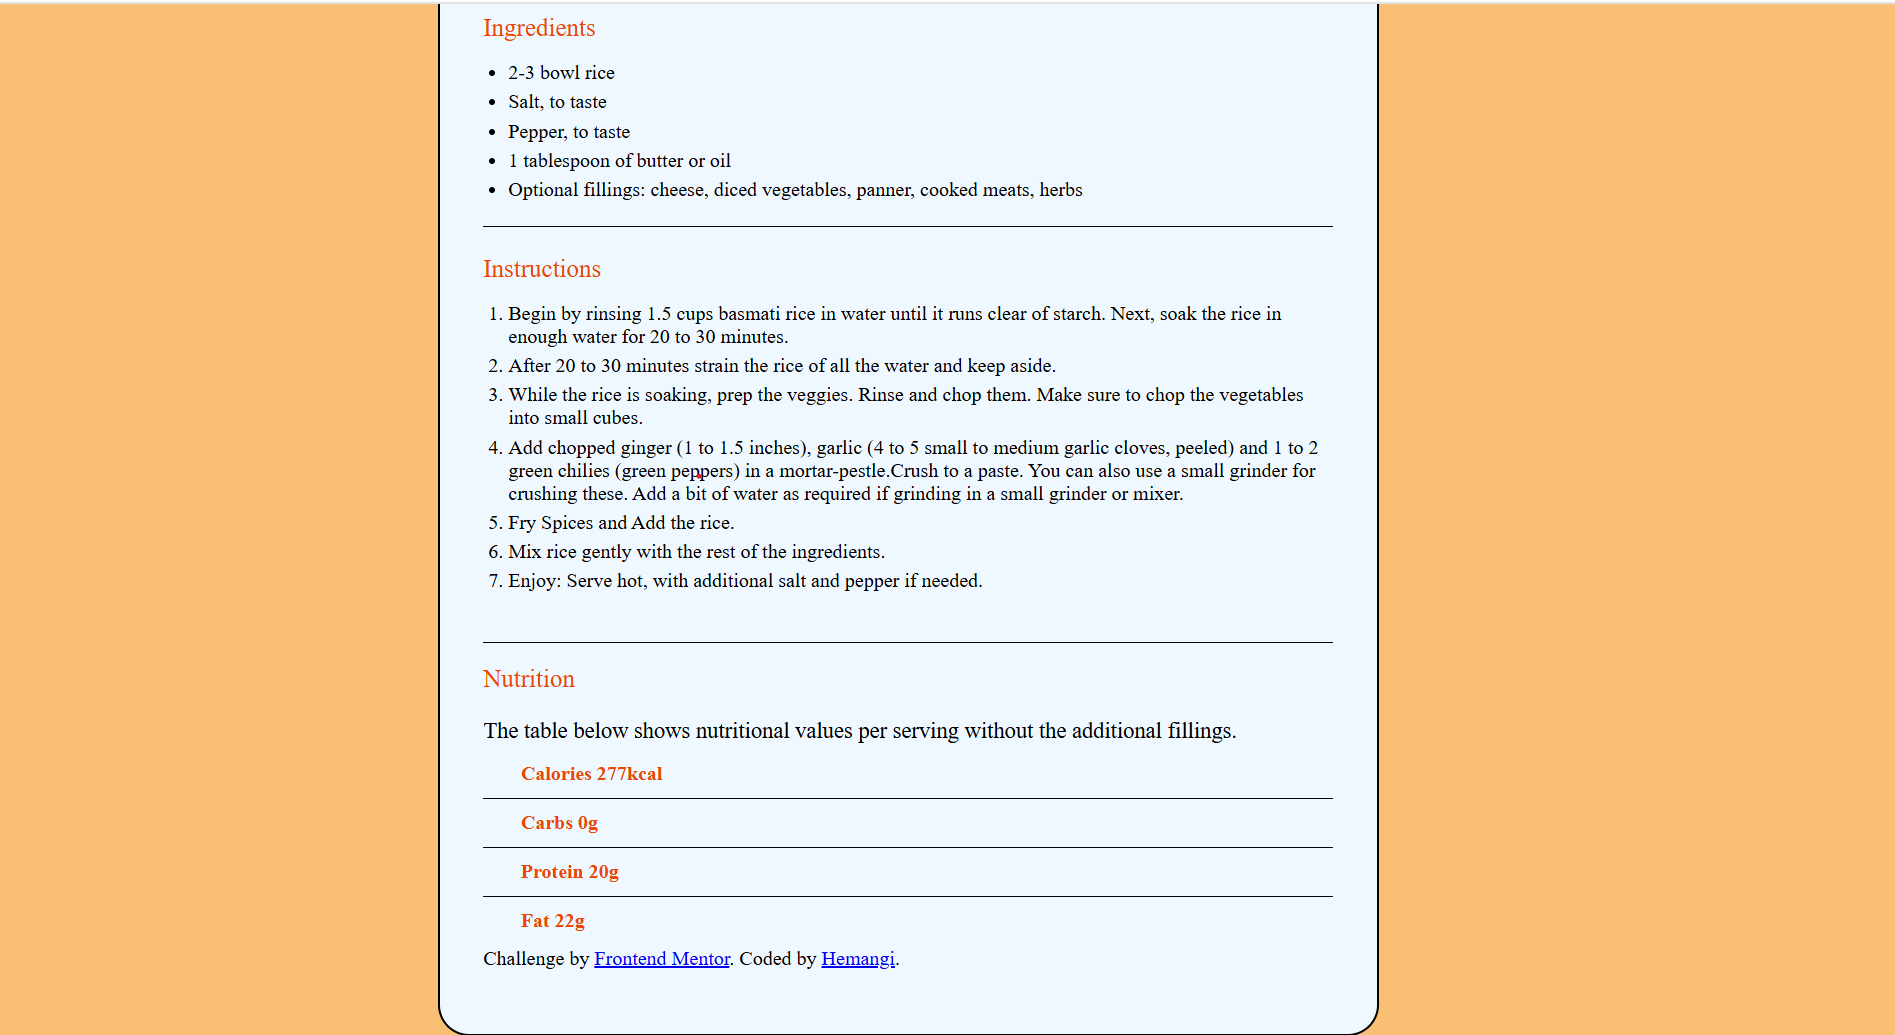 Ingredients
• 2-3 bowl rice
• Salt, to taste
• Pepper, to taste
• 1 tablespoon of butter or oil
• Optional fillings: cheese, diced vegetables, panner, cooked meats, herbs
Instructions
1. Begin by rinsing 1.5 cups basmati rice in water until it runs clear of starch. Next, soak the rice in
enough water for 20 to 30 minutes.
2. After 20 to 30 minutes strain the rice of all the water and keep aside.
3. While the rice is soaking, prep the veggies. Rinse and chop them. Make sure to chop the vegetables
into small cubes.
4. Add chopped ginger (1 to 1.5 inches), garlic (4 to 5 small to medium garlic cloves, peeled) and 1 to 2
green chilies (green peppers) in a mortar-pestle.Crush to a paste. You can also use a small grinder for
crushing these. Add a bit of water as required if grinding in a small grinder or mixer.
5. Fry Spices and Add the rice.
6. Mix rice gently with the rest of the ingredients.
7. Enjoy: Serve hot, with additional salt and pepper if needed.
Nutrition
The table below shows nutritional values per serving without the additional fillings.
Calories 277kcal
Carbs 0g
Protein 20g
Fat 22g
Challenge by Frontend Mentor. Coded by Hemangi.